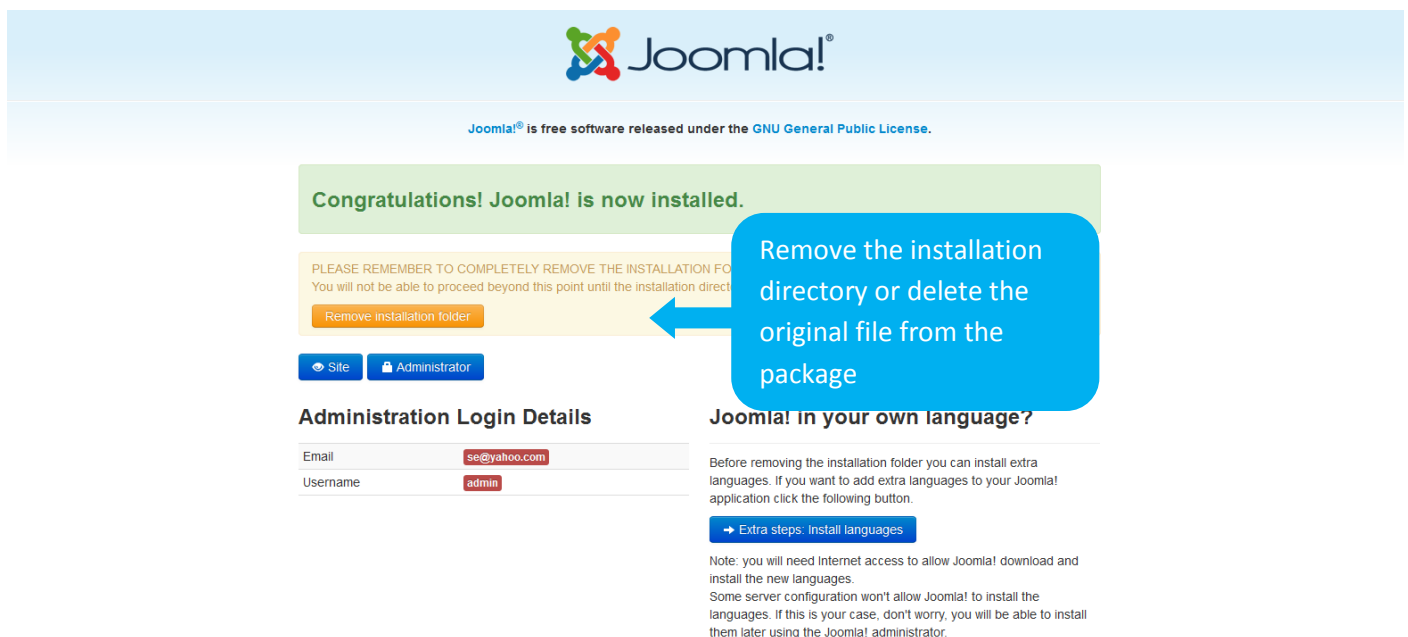 Joomla!®
Joomla!® is free software released under the GNU General Public License.
Congratulations! Joomla! is now installed.
PLEASE REMEMBER TO COMPLETELY REMOVE THE INSTALLATION
You will not be able to proceed beyond this point until the installation
Remove installation folder
Remove the installation
directory or delete the
original file from the
package
Site
Administrator
Administration Login Details
Email se@yahoo.com
Username admin
Joomla! in your own language?
Before removing the installation folder you can install extra
languages. If you want to add extra languages to your Joomla!
application click the following button.
Extra steps: Install languages
Note: you will need Internet access to allow Joomla! download and
install the new languages.
Some server configuration won't allow Joomla! to install the
languages. If this is your case, don't worry, you will be able to install
them later using the Joomla! administrator.